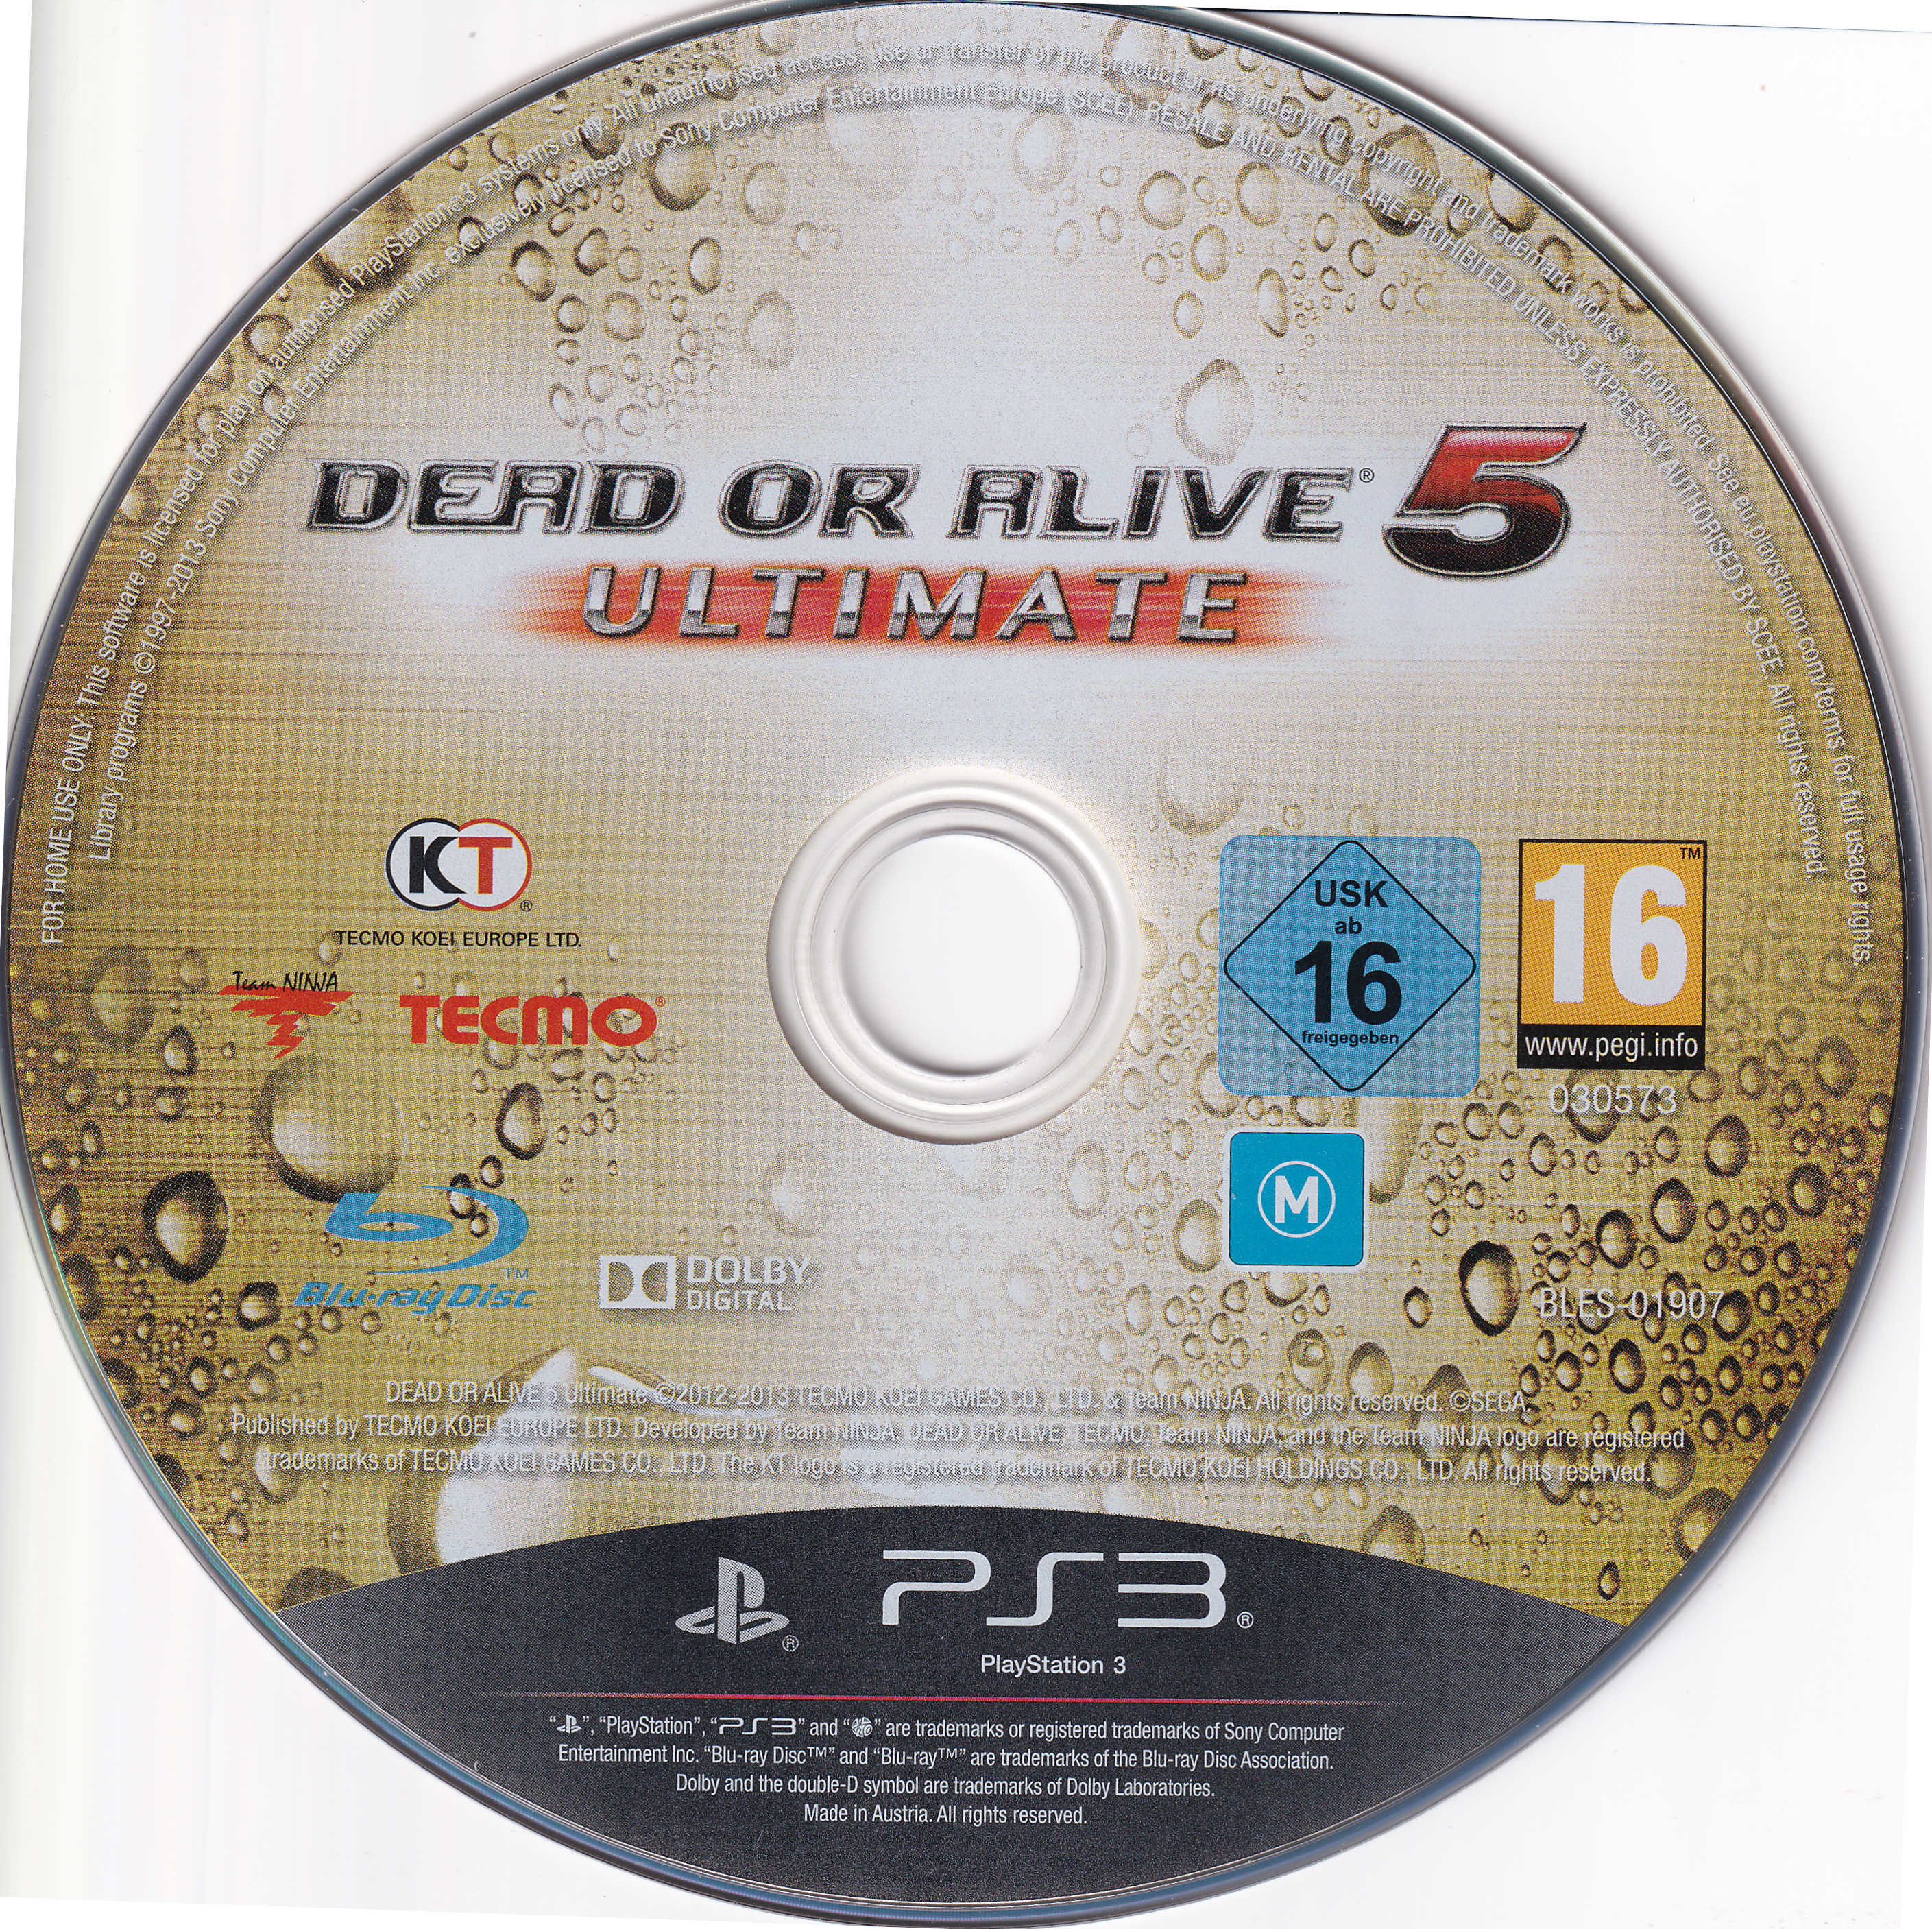 FOR HOME USE ONLY. This software is licensed for play on authorised PlayStation®3 systems only. All unauthorised access, use or transfer of the product or its underlying copyright and trademark works is prohibited. See eu.playstation.com/terms for full usage rights.
Library programs ©1997-2013 Sony Computer Entertainment Inc. exclusively licensed to Sony Computer Entertainment Europe (SCEE). RESALE AND RENTAL ARE PROHIBITED UNLESS EXPRESSLY AUTHORISED BY SCEE. All rights reserved.
DEAD OR ALIVE® 5
ULTIMATE
KT®
TECMO KOEI EUROPE LTD.
Team NINJA
TECMO®
USK
ab
16
freigegeben
16™
www.pegi.info
030573
M
Blu-ray Disc™
DOLBY
DIGITAL
BLES-01907
DEAD OR ALIVE 5 Ultimate ©2012-2013 TECMO KOEI GAMES CO., LTD. & Team NINJA. All rights reserved. ©SEGA.
Published by TECMO KOEI EUROPE LTD. Developed by Team NINJA. DEAD OR ALIVE, TECMO, Team NINJA, and the Team NINJA logo are registered
trademarks of TECMO KOEI GAMES CO., LTD. The KT logo is a registered trademark of TECMO KOEI HOLDINGS CO., LTD. All rights reserved.
PS3®
®
PlayStation 3
“ ”, “PlayStation”, “PS3” and “ ” are trademarks or registered trademarks of Sony Computer
Entertainment Inc. “Blu-ray Disc™” and “Blu-ray™” are trademarks of the Blu-ray Disc Association.
Dolby and the double-D symbol are trademarks of Dolby Laboratories.
Made in Austria. All rights reserved.